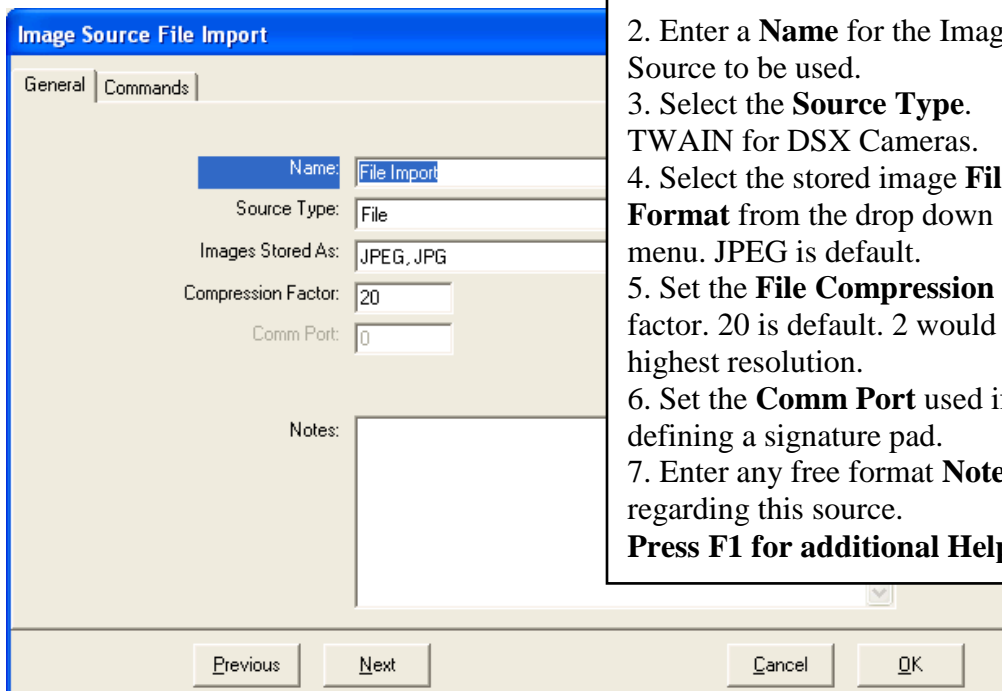 Image Source File Import
General Commands
Name: File Import
Source Type: File
Images Stored As: JPEG, JPG
Compression Factor: 20
Comm Port: 0
Notes:
Previous Next Cancel OK
2. Enter a Name for the Imag
Source to be used.
3. Select the Source Type.
TWAIN for DSX Cameras.
4. Select the stored image Fil
Format from the drop down
menu. JPEG is default.
5. Set the File Compression
factor. 20 is default. 2 would
highest resolution.
6. Set the Comm Port used i
defining a signature pad.
7. Enter any free format Note
regarding this source.
Press F1 for additional Help